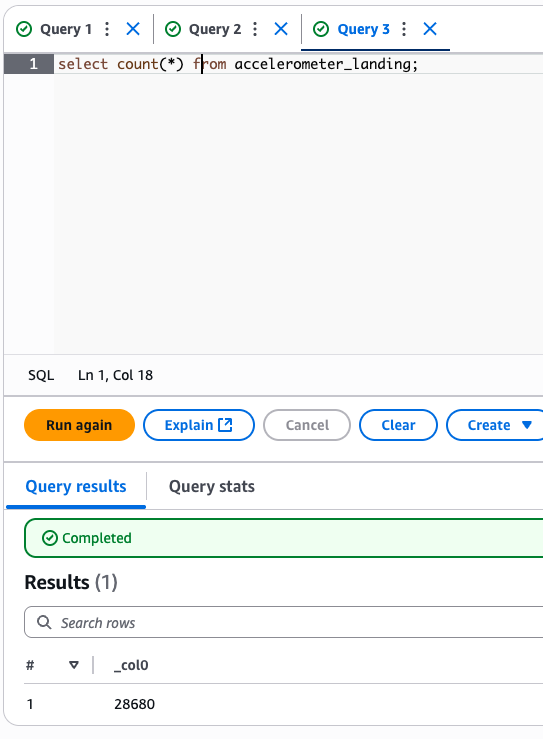 Query 1 Query 2 Query 3
1 select count(*) from accelerometer_landing;
SQL Ln 1, Col 18
Run again Explain Cancel Clear Create
Query results Query stats
Completed
Results (1)
Search rows
# _col0
1 28680